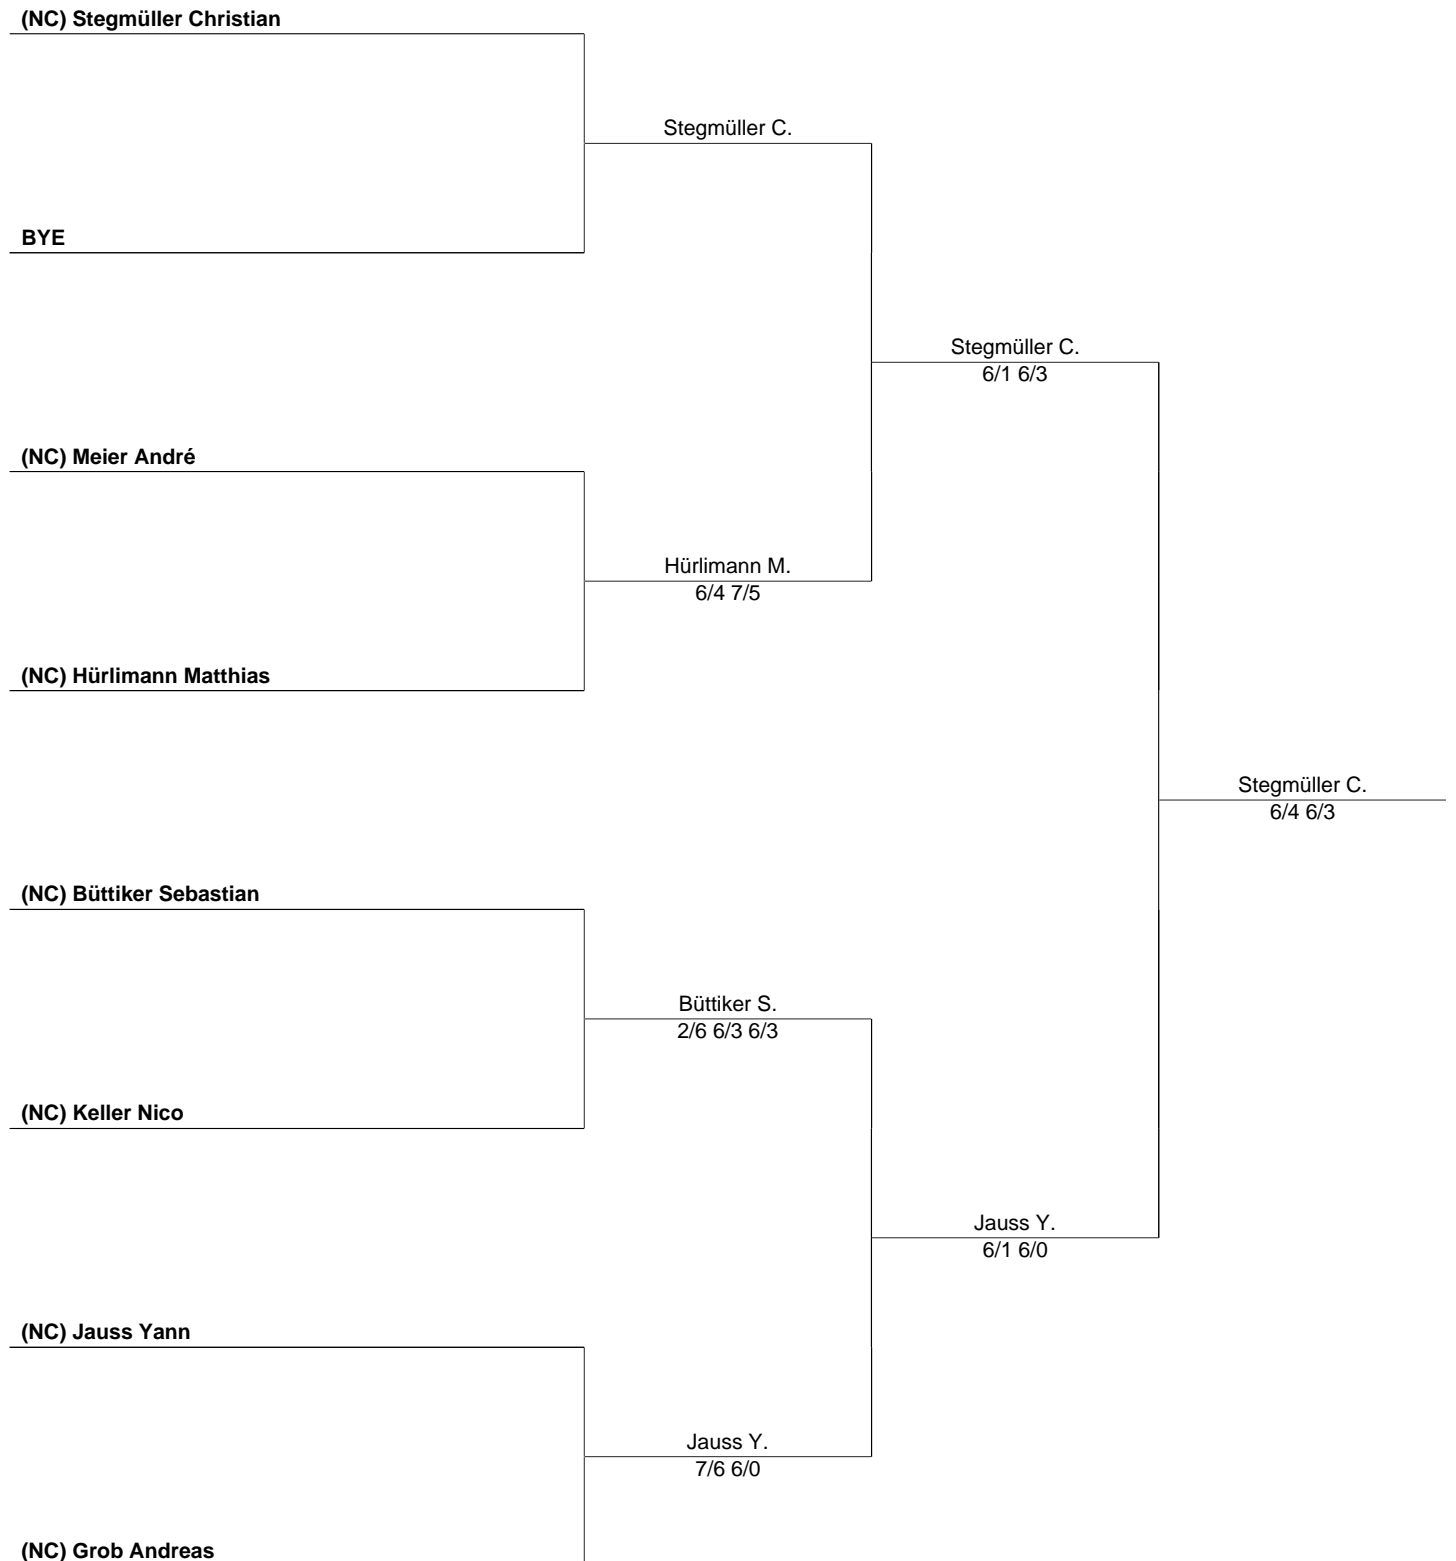 (NC) Stegmüller Christian
Stegmüller C.
BYE
Stegmüller C.
6/1 6/3
(NC) Meier André
Hürlimann M.
6/4 7/5
(NC) Hürlimann Matthias
Stegmüller C.
6/4 6/3
(NC) Büttiker Sebastian
Büttiker S.
2/6 6/3 6/3
(NC) Keller Nico
Jauss Y.
6/1 6/0
(NC) Jauss Yann
Jauss Y.
7/6 6/0
(NC) Grob Andreas